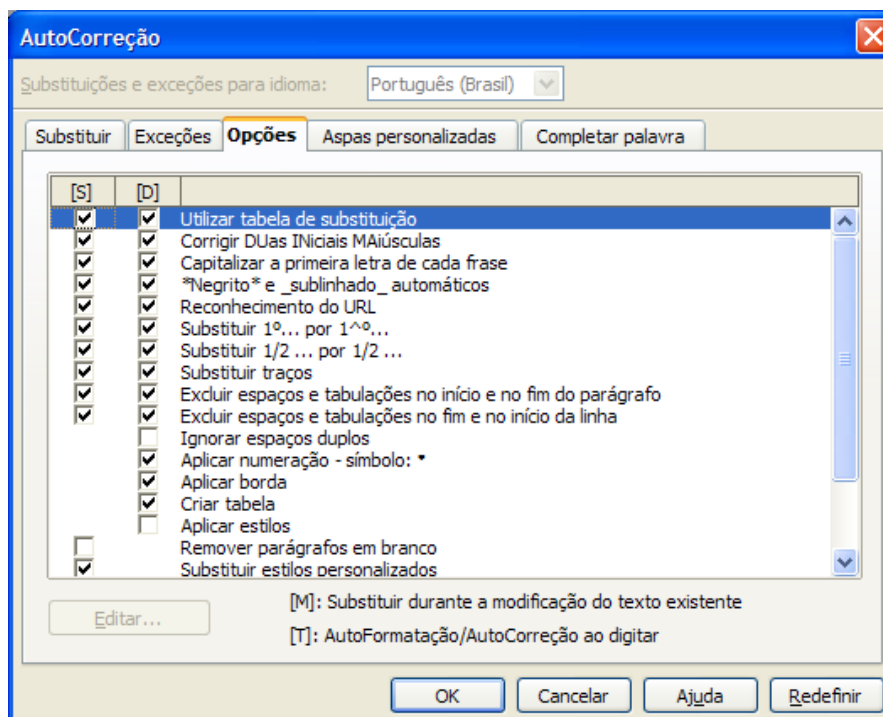 AutoCorreção
Substituições e exceções para idioma: Português (Brasil)
Substituir Exceções Opções Aspas personalizadas Completar palavra
[S] [D]
Utilizar tabela de substituição
Corrigir DUas INiciais MAiúsculas
Capitalizar a primeira letra de cada frase
*Negrito* e _sublinhado_ automáticos
Reconhecimento do URL
Substituir 1º... por 1^º...
Substituir 1/2 ... por 1/2 ...
Substituir traços
Excluir espaços e tabulações no início e no fim do parágrafo
Excluir espaços e tabulações no fim e no início da linha
Ignorar espaços duplos
Aplicar numeração - símbolo: •
Aplicar borda
Criar tabela
Aplicar estilos
Remover parágrafos em branco
Substituir estilos personalizados
Editar...
[M]: Substituir durante a modificação do texto existente
[T]: AutoFormatação/AutoCorreção ao digitar
OK Cancelar Ajuda Redefinir